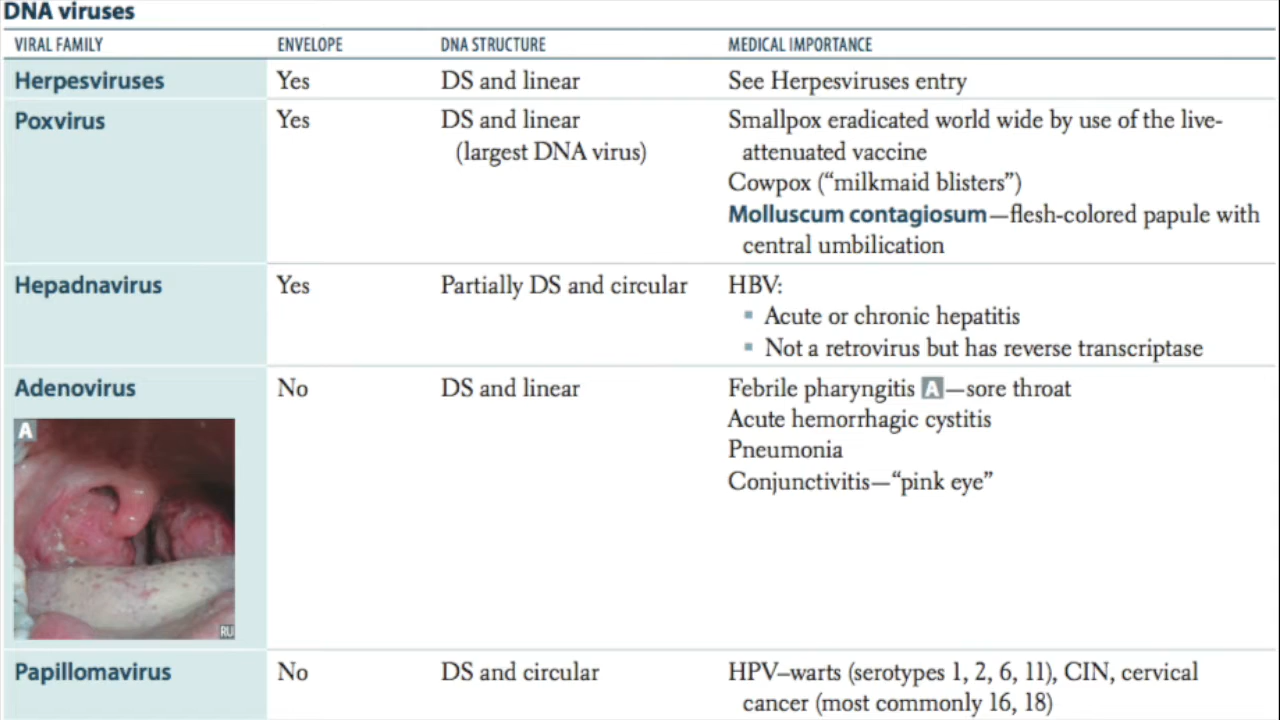 DNA viruses
VIRAL FAMILY ENVELOPE DNA STRUCTURE MEDICAL IMPORTANCE
Herpesviruses Yes DS and linear See Herpesviruses entry
Poxvirus Yes DS and linear Smallpox eradicated world wide by use of the live-
(largest DNA virus) attenuated vaccine
Cowpox (“milkmaid blisters”)
Molluscum contagiosum—flesh-colored papule with
central umbilication
Hepadnavirus Yes Partially DS and circular HBV:
▪ Acute or chronic hepatitis
▪ Not a retrovirus but has reverse transcriptase
Adenovirus No DS and linear Febrile pharyngitis A—sore throat
A Acute hemorrhagic cystitis
Pneumonia
Conjunctivitis—“pink eye”
RU
Papillomavirus No DS and circular HPV–warts (serotypes 1, 2, 6, 11), CIN, cervical
cancer (most commonly 16, 18)